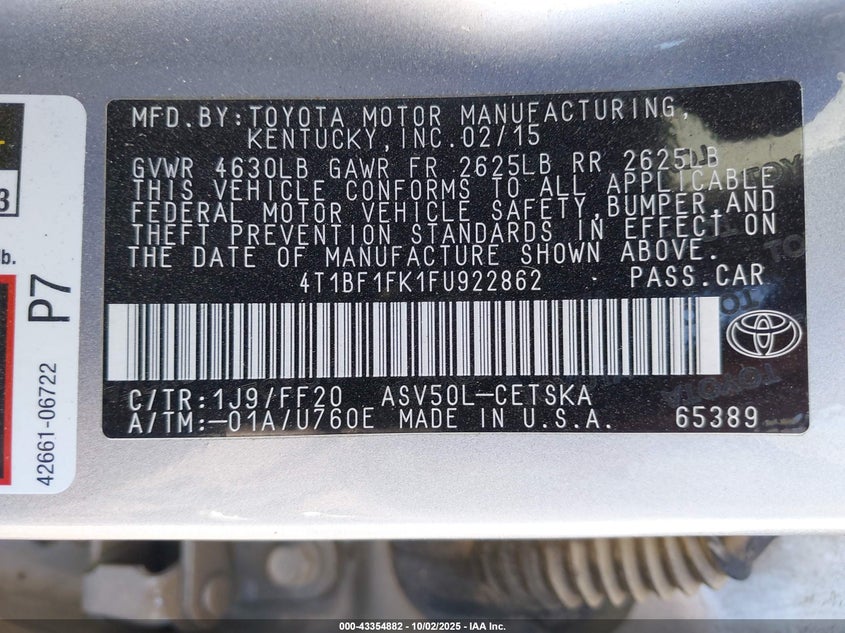 MFD.BY:TOYOTA MOTOR MANUFACTURING,
KENTUCKY,INC.02/15
GVWR 4630LB GAWR FR 2625LB RR 2625LB
THIS VEHICLE CONFORMS TO ALL APPLICABLE
FEDERAL MOTOR VEHICLE SAFETY,BUMPER,AND
THEFT PREVENTION STANDARDS IN EFFECT ON
THE DATE OF MANUFACTURE SHOWN ABOVE.
4T1BF1FK1FU922862 PASS.CAR
C/TR:1J9/FF20 ASV50L-CETSKA
A/TM:-01A/U760E MADE IN U.S.A. 65389
3
b.
P7
42661-06722
000-43354882 - 10/02/2025 - IAA Inc.